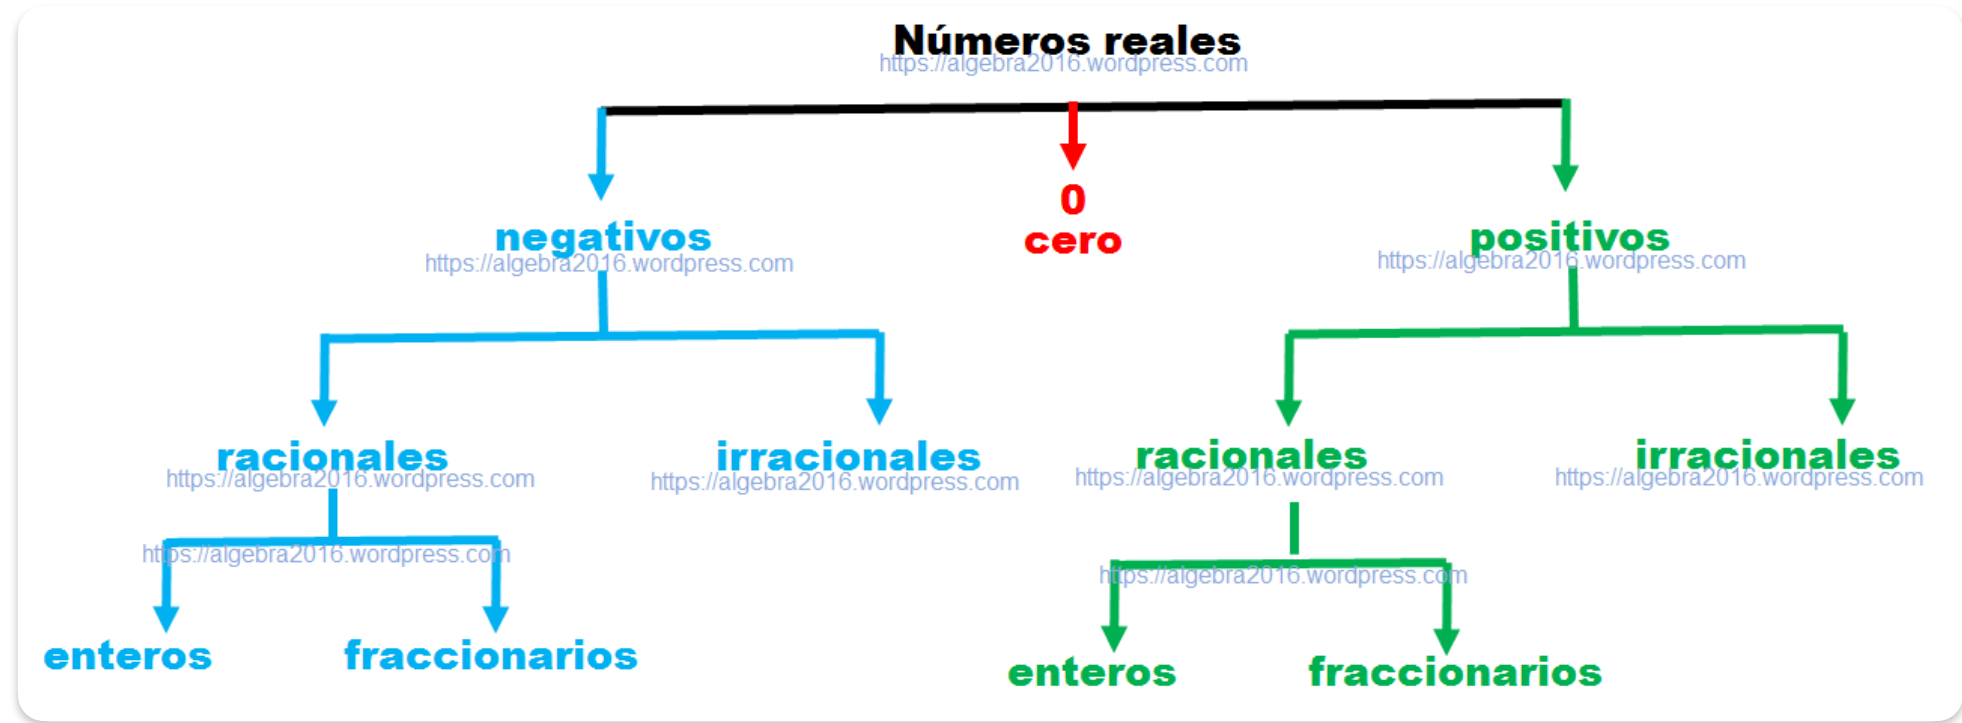 Números reales
https://algebra2016.wordpress.com
0
cero
negativos
https://algebra2016.wordpress.com
positivos
https://algebra2016.wordpress.com
racionales
https://algebra2016.wordpress.com
irracionales
https://algebra2016.wordpress.com
racionales
https://algebra2016.wordpress.com
irracionales
https://algebra2016.wordpress.com
https://algebra2016.wordpress.com
https://algebra2016.wordpress.com
enteros
fraccionarios
enteros
fraccionarios